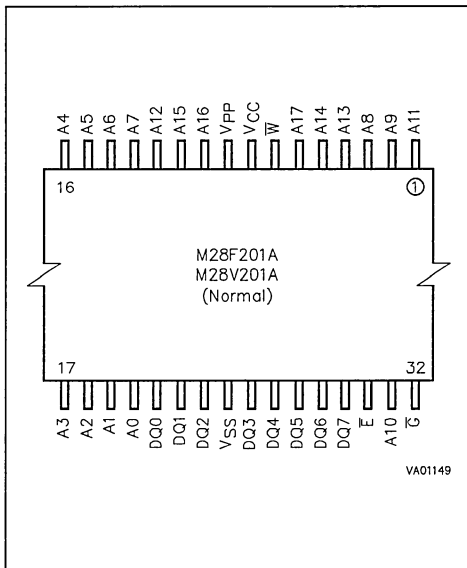 A4 A5 A6 A7 A12 A15 A16 VPP VCC W̅ A17 A14 A13 A8 A9 A11
16 1
M28F201A
M28V201A
(Normal)
17 32
A3 A2 A1 A0 DQ0 DQ1 DQ2 VSS DQ3 DQ4 DQ5 DQ6 DQ7 E̅ A10 G̅
VA01149